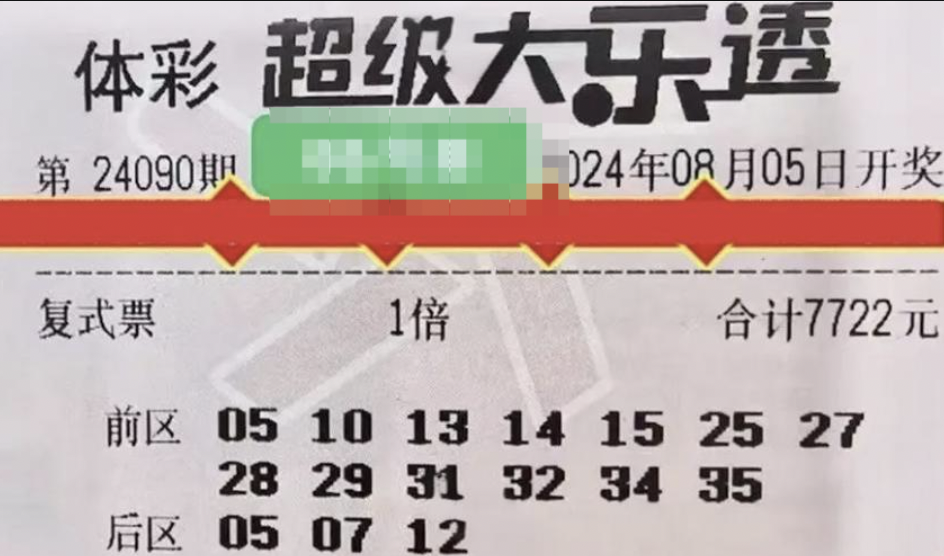 体彩 超级大乐透
第 24090期 024年08月05日开奖
复式票 1倍 合计7722元
前区 05 10 13 14 15 25 27
28 29 31 32 34 35
后区 05 07 12